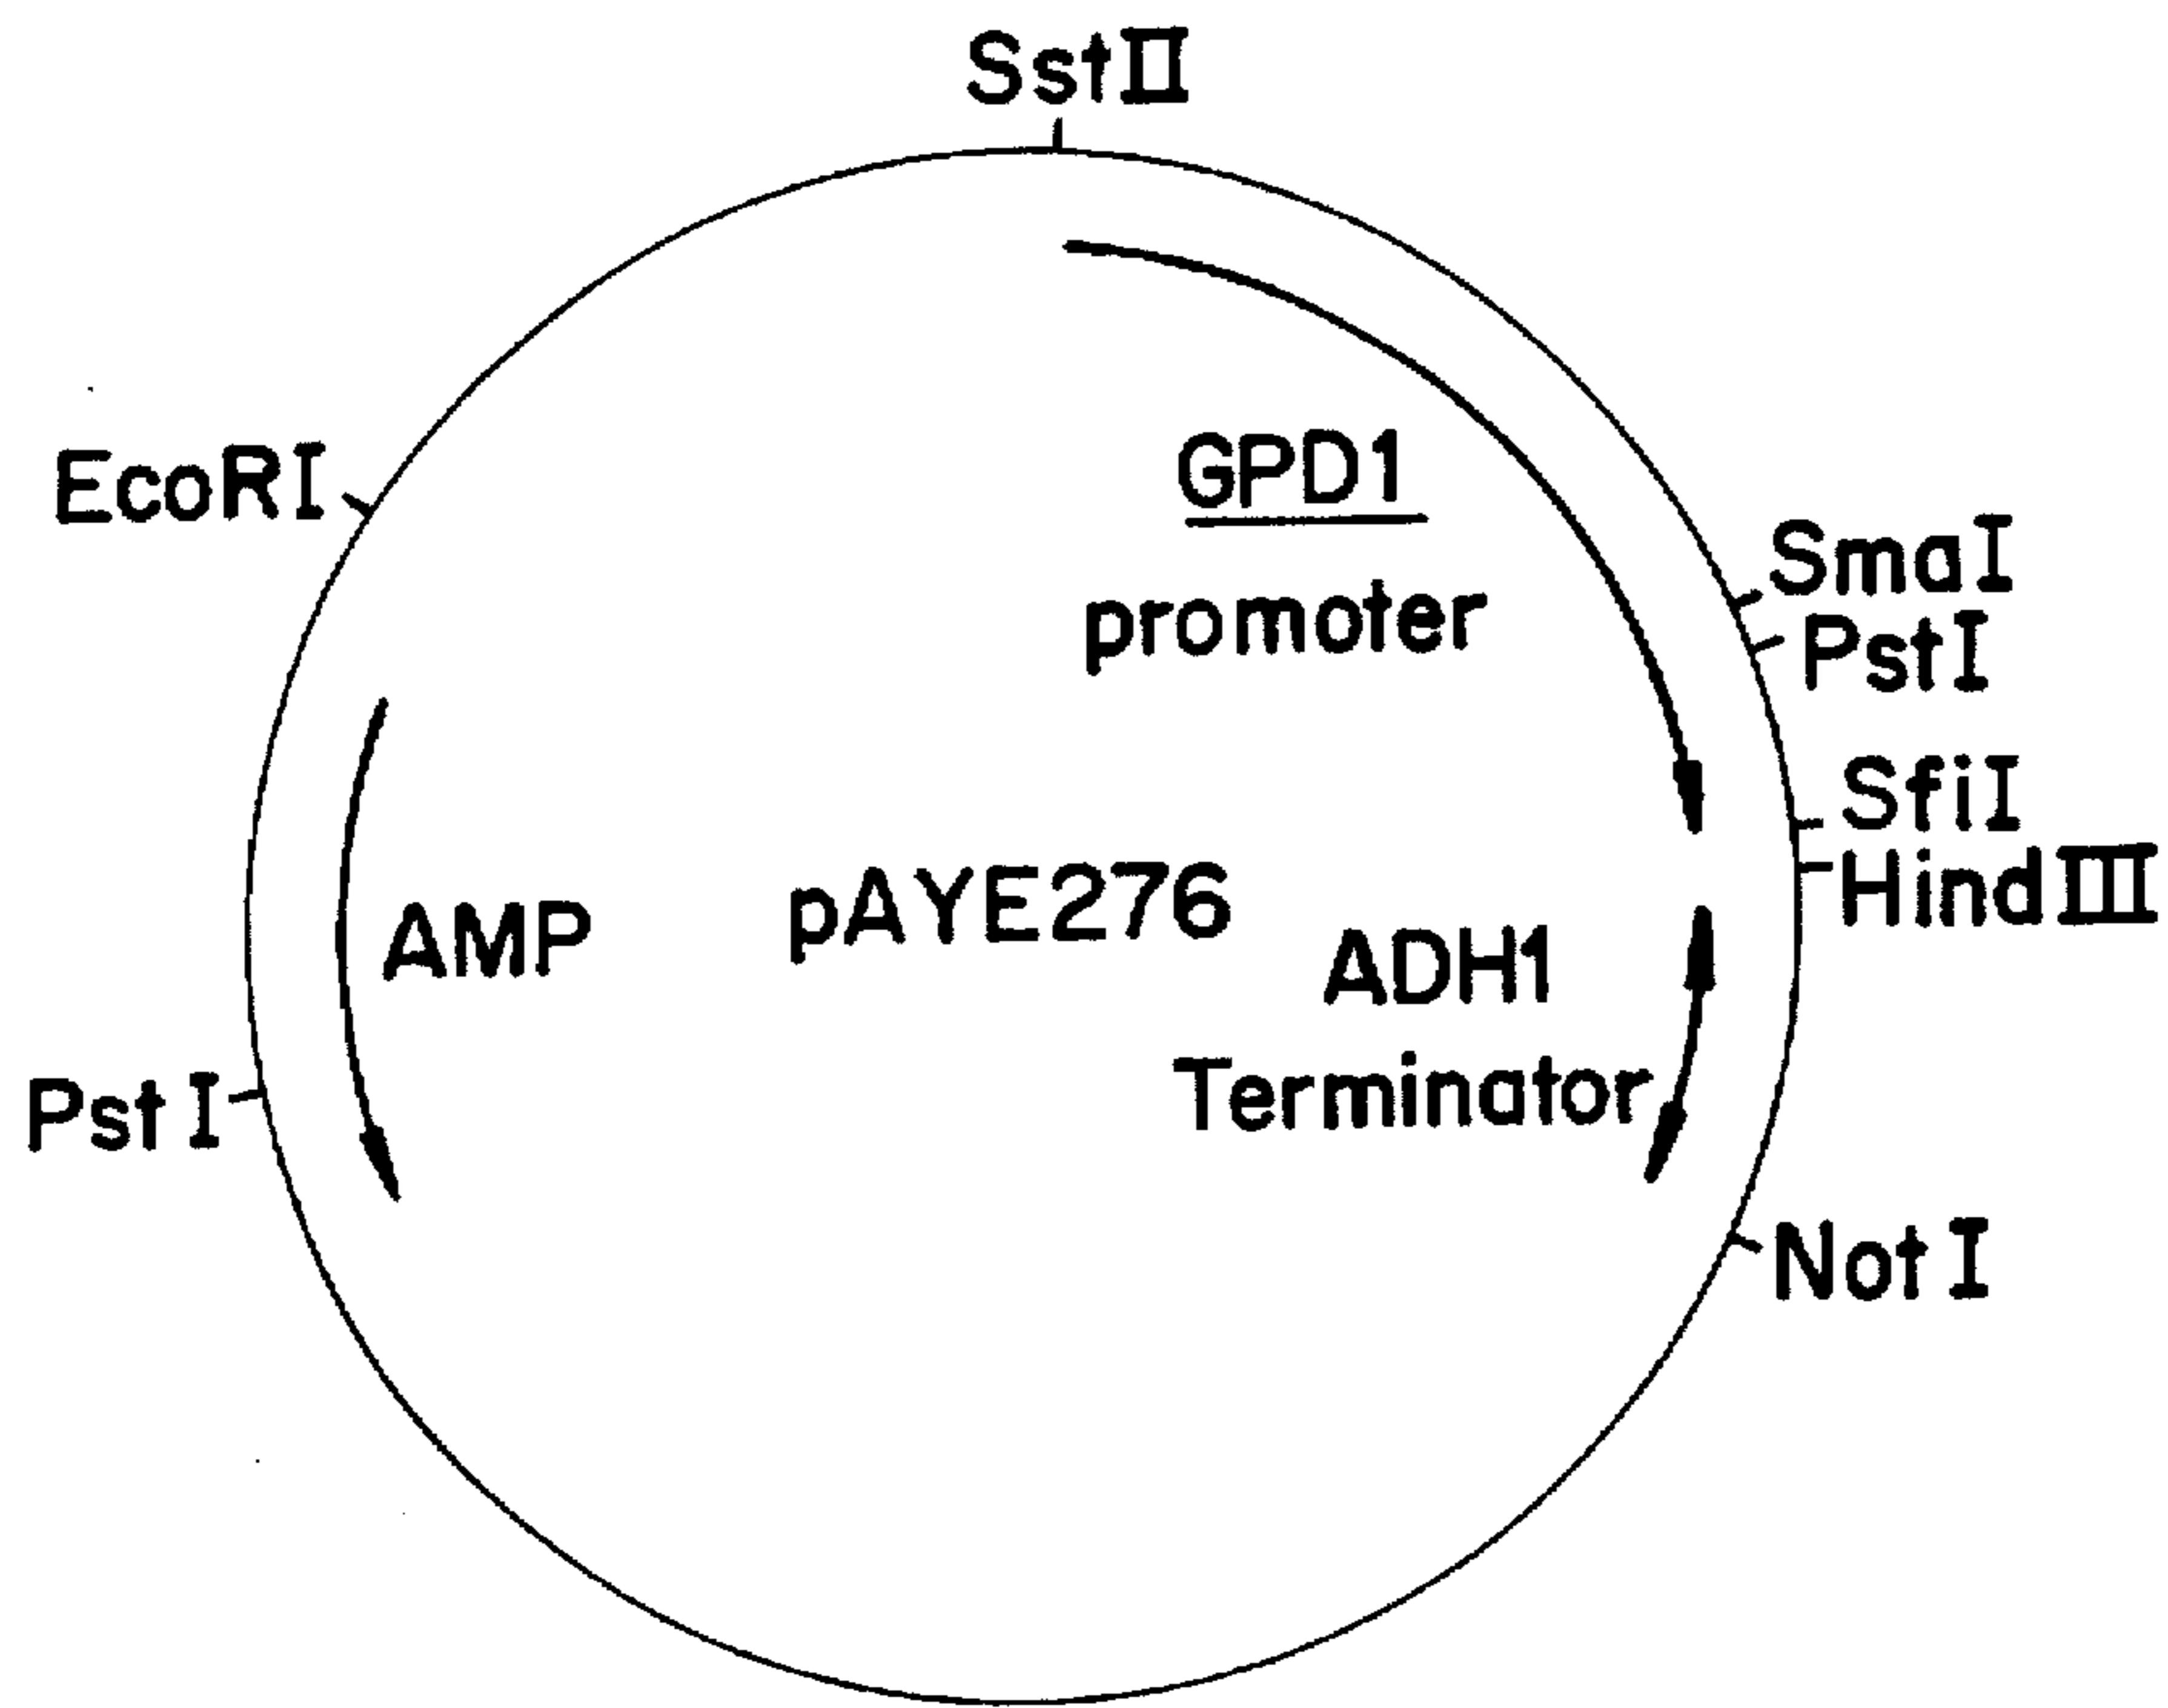 SstII
EcoRI
GPD1
promoter
SmaI
PstI
SfiI
HindIII
AMP
pAYE276
ADH1
Terminator
PstI
NotI